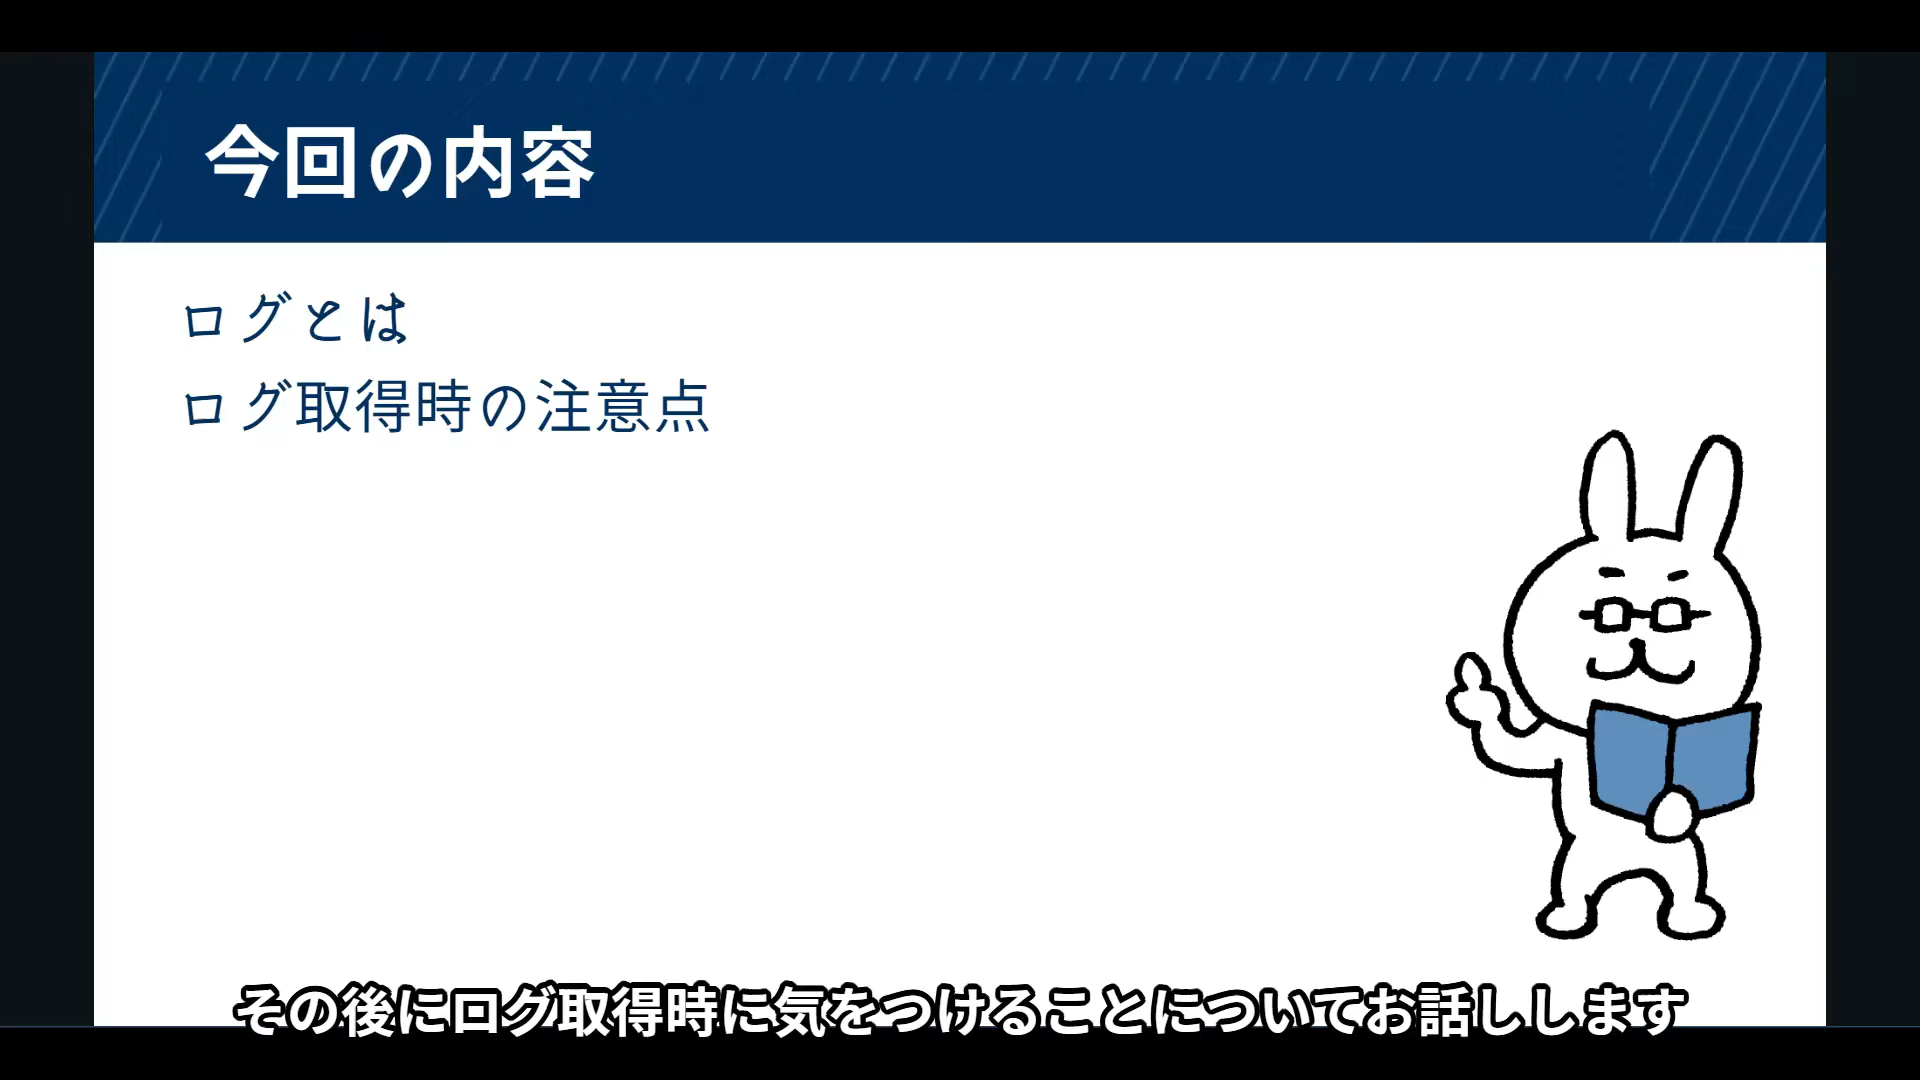 今回の内容
ログとは
ログ取得時の注意点
その後にログ取得時に気をつけることについてお話しします